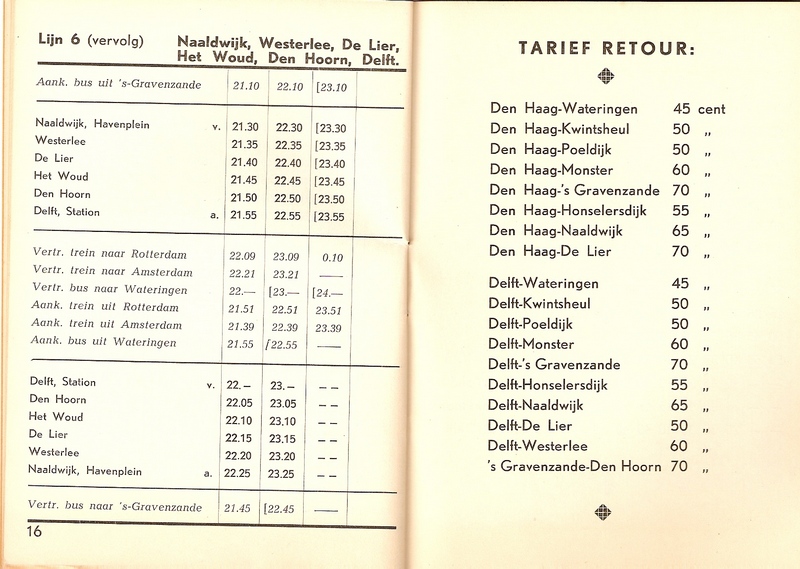 Lijn 6 (vervolg) Naaldwijk, Westerlee, De Lier,
Het Woud, Den Hoorn, Delft.
Aank. bus uit 's-Gravenzande 21.10 22.10 [23.10
Naaldwijk, Havenplein v. 21.30 22.30 [23.30
Westerlee 21.35 22.35 [23.35
De Lier 21.40 22.40 [23.40
Het Woud 21.45 22.45 [23.45
Den Hoorn 21.50 22.50 [23.50
Delft, Station a. 21.55 22.55 [23.55
Vertr. trein naar Rotterdam 22.09 23.09 0.10
Vertr. trein naar Amsterdam 22.21 23.21 —
Vertr. bus naar Wateringen 22.— [23.— [24.—
Aank. trein uit Rotterdam 21.51 22.51 23.51
Aank. trein uit Amsterdam 21.39 22.39 23.39
Aank. bus uit Wateringen 21.55 [22.55 —
Delft, Station v. 22.– 23.– – –
Den Hoorn 22.05 23.05 – –
Het Woud 22.10 23.10 – –
De Lier 22.15 23.15 – –
Westerlee 22.20 23.20 – –
Naaldwijk, Havenplein a. 22.25 23.25 – –
Vertr. bus naar 's-Gravenzande 21.45 [22.45 —
16
TARIEF RETOUR:
Den Haag-Wateringen 45 cent
Den Haag-Kwintsheul 50 „
Den Haag-Poeldijk 50 „
Den Haag-Monster 60 „
Den Haag-'s Gravenzande 70 „
Den Haag-Honselersdijk 55 „
Den Haag-Naaldwijk 65 „
Den Haag-De Lier 70 „
Delft-Wateringen 45 „
Delft-Kwintsheul 50 „
Delft-Poeldijk 50 „
Delft-Monster 60 „
Delft-'s Gravenzande 70 „
Delft-Honselersdijk 55 „
Delft-Naaldwijk 65 „
Delft-De Lier 50 „
Delft-Westerlee 60 „
's Gravenzande-Den Hoorn 70 „